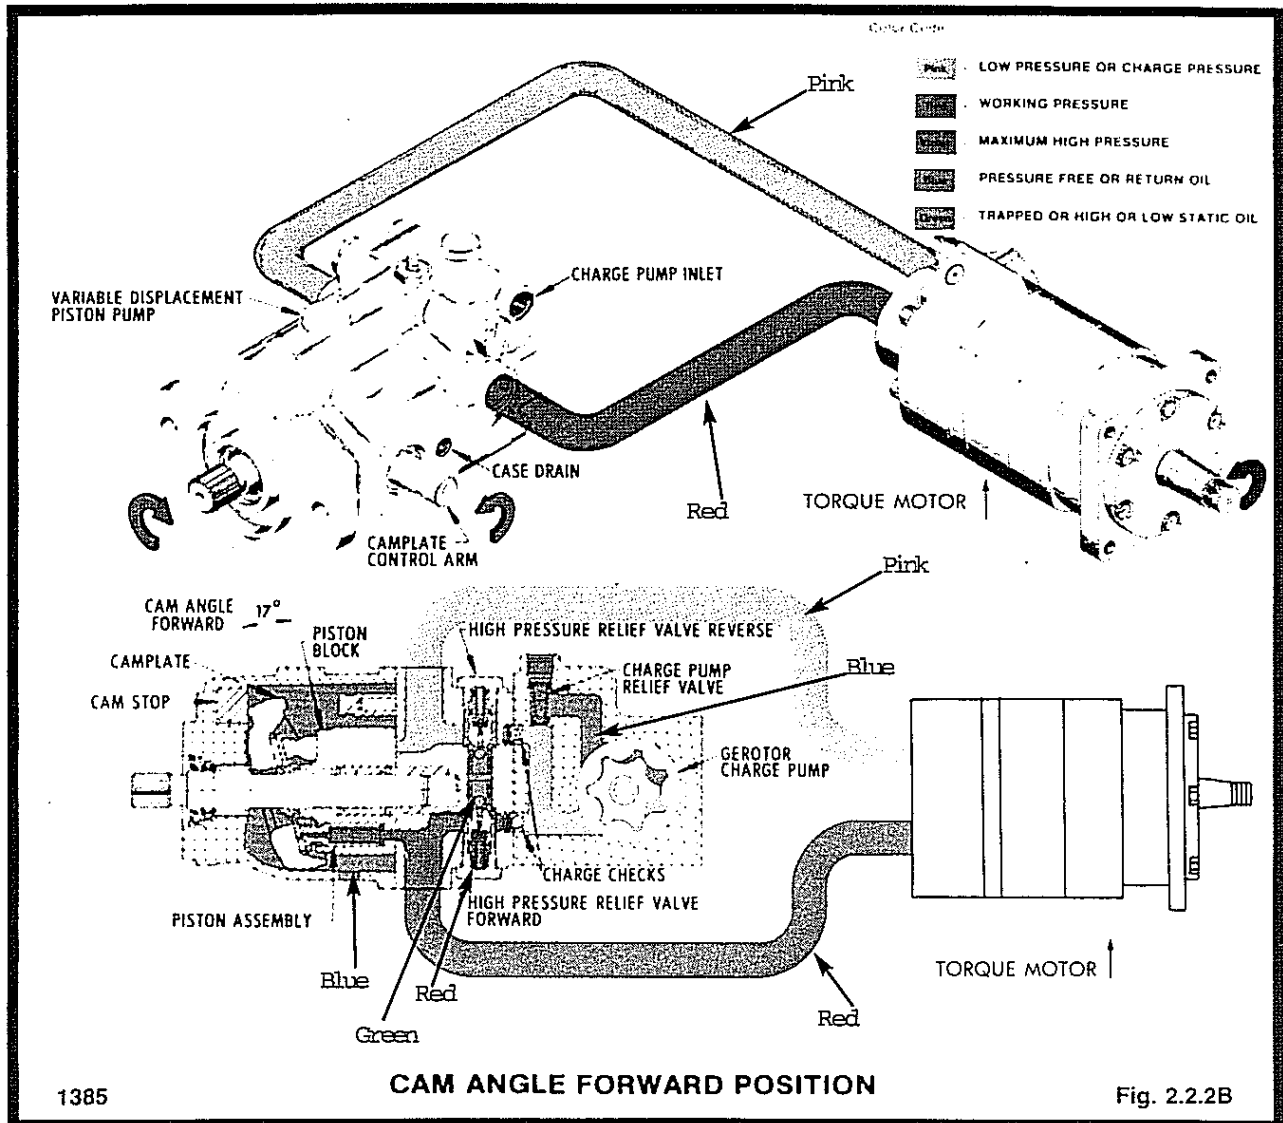 Color Code
Pink LOW PRESSURE OR CHARGE PRESSURE
WORKING PRESSURE
MAXIMUM HIGH PRESSURE
Blue PRESSURE FREE OR RETURN OIL
Green TRAPPED OR HIGH OR LOW STATIC OIL
Pink
CHARGE PUMP INLET
VARIABLE DISPLACEMENT
PISTON PUMP
CASE DRAIN
Red
TORQUE MOTOR
CAMPLATE
CONTROL ARM
Pink
CAM ANGLE
FORWARD
17°
PISTON
BLOCK
HIGH PRESSURE RELIEF VALVE REVERSE
CAMPLATE
CHARGE PUMP
RELIEF VALVE
Blue
CAM STOP
GEROTOR
CHARGE PUMP
CHARGE CHECKS
PISTON ASSEMBLY
HIGH PRESSURE RELIEF VALVE
FORWARD
TORQUE MOTOR
Blue
Red
Red
Green
CAM ANGLE FORWARD POSITION
1385
Fig. 2.2.2B